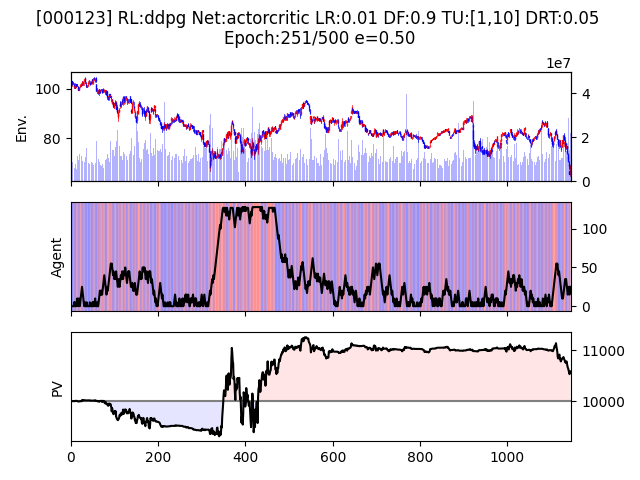 [000123] RL:ddpg Net:actorcritic LR:0.01 DF:0.9 TU:[1,10] DRT:0.05
Epoch:251/500 e=0.50
1e7
Env.
100
80
4
2
0
Agent
100
50
0
PV
11000
10000
0 200 400 600 800 1000